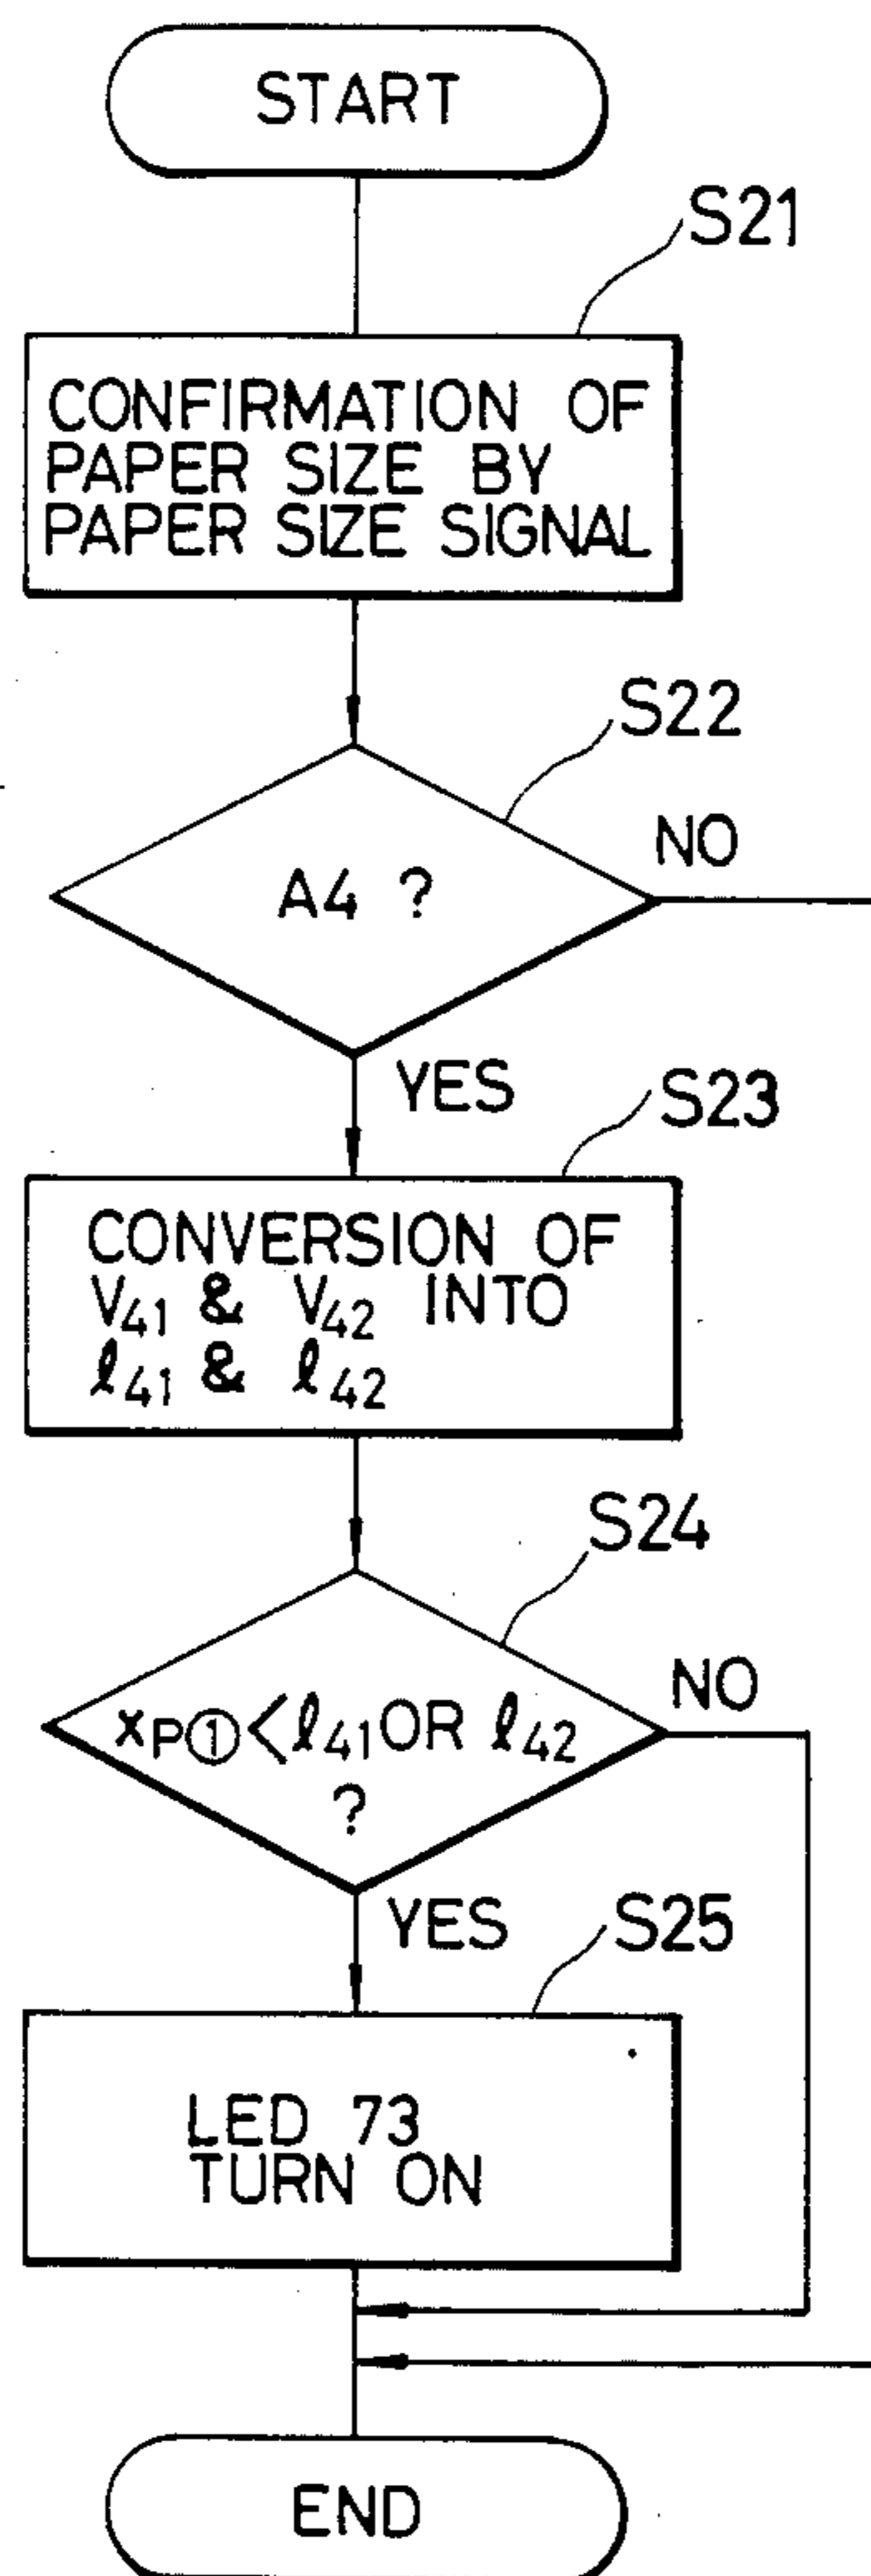 START
S21
CONFIRMATION OF
PAPER SIZE BY
PAPER SIZE SIGNAL
S22
A4 ?
NO
YES
S23
CONVERSION OF
V41 & V42 INTO
ℓ41 & ℓ42
S24
xP①<ℓ41 OR ℓ42
?
NO
YES
S25
LED 73
TURN ON
END